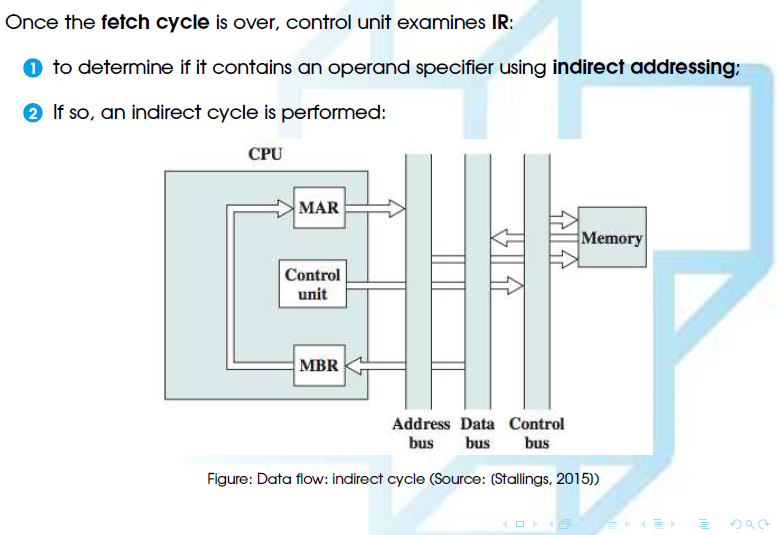 Once the fetch cycle is over, control unit examines IR:
1 to determine if it contains an operand specifier using indirect addressing;
2 If so, an indirect cycle is performed:
CPU
MAR
Memory
Control
unit
MBR
Address Data Control
bus bus bus
Figure: Data flow: indirect cycle (Source: (Stallings, 2015))